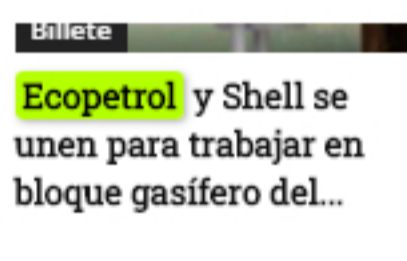 Billete
Ecopetrol y Shell se
unen para trabajar en
bloque gasífero del...